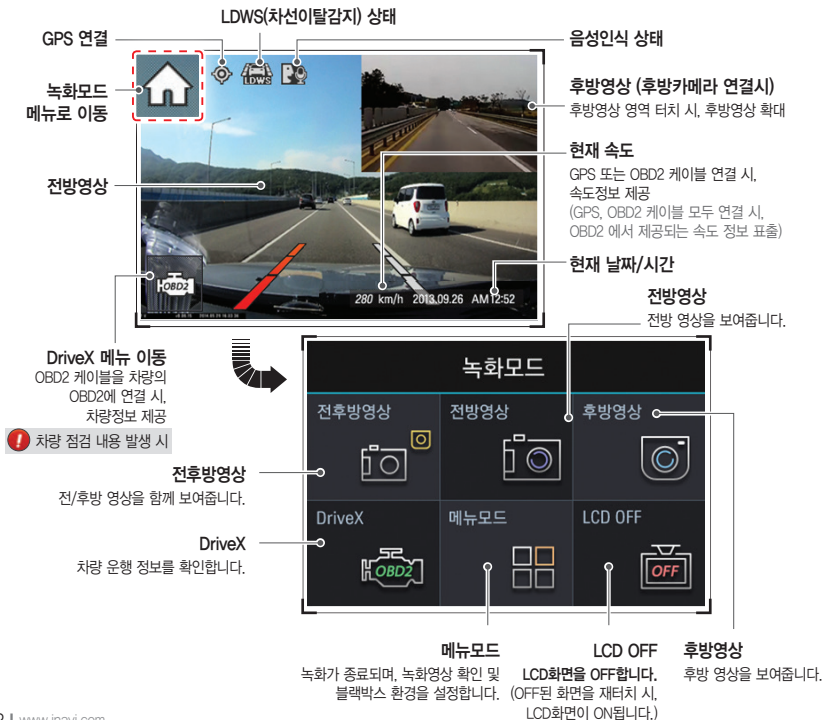 LDWS(차선이탈감지) 상태
GPS 연결
음성인식 상태
녹화모드
메뉴로 이동
LDWS
후방영상 (후방카메라 연결시)
후방영상 영역 터치 시, 후방영상 확대
현재 속도
GPS 또는 OBD2 케이블 연결 시,
속도정보 제공
(GPS, OBD2 케이블 모두 연결 시,
OBD2 에서 제공되는 속도 정보 표출)
전방영상
현재 날짜/시간
OBD2
280 km/h 2013.09.26 AM12:52
전방영상
전방 영상을 보여줍니다.
DriveX 메뉴 이동
OBD2 케이블을 차량의
OBD2에 연결 시,
차량정보 제공
! 차량 점검 내용 발생 시
녹화모드
전후방영상
전방영상
후방영상
DriveX
메뉴모드
LCD OFF
OBD2
OFF
전후방영상
전/후방 영상을 함께 보여줍니다.
DriveX
차량 운행 정보를 확인합니다.
메뉴모드
녹화가 종료되며, 녹화영상 확인 및
블랙박스 환경을 설정합니다.
LCD OFF
LCD화면을 OFF합니다.
(OFF된 화면을 재터치 시,
LCD화면이 ON됩니다.)
후방영상
후방 영상을 보여줍니다.
www.inavi.com